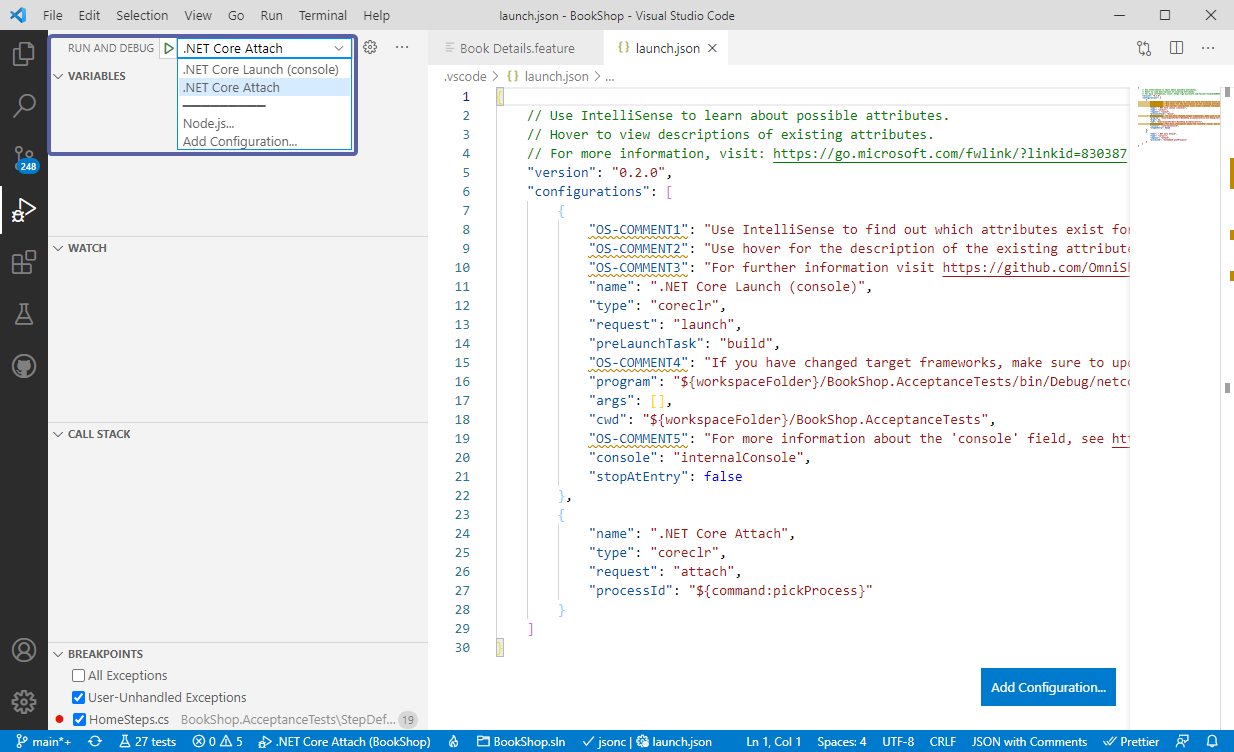 File Edit Selection View Go Run Terminal Help launch.json - BookShop - Visual Studio Code
RUN AND DEBUG .NET Core Attach
.NET Core Launch (console)
.NET Core Attach
Node.js...
Add Configuration...
VARIABLES
WATCH
CALL STACK
BREAKPOINTS
All Exceptions
User-Unhandled Exceptions
HomeSteps.cs BookShop.AcceptanceTests\StepDef... 19
248
Book Details.feature {} launch.json
.vscode > {} launch.json > ...
1 {
2 // Use IntelliSense to learn about possible attributes.
3 // Hover to view descriptions of existing attributes.
4 // For more information, visit: https://go.microsoft.com/fwlink/?linkid=830387
5 "version": "0.2.0",
6 "configurations": [
7 {
8 "OS-COMMENT1": "Use IntelliSense to find out which attributes exist for
9 "OS-COMMENT2": "Use hover for the description of the existing attribute
10 "OS-COMMENT3": "For further information visit https://github.com/OmniSh
11 "name": ".NET Core Launch (console)",
12 "type": "coreclr",
13 "request": "launch",
14 "preLaunchTask": "build",
15 "OS-COMMENT4": "If you have changed target frameworks, make sure to upd
16 "program": "${workspaceFolder}/BookShop.AcceptanceTests/bin/Debug/netco
17 "args": [],
18 "cwd": "${workspaceFolder}/BookShop.AcceptanceTests",
19 "OS-COMMENT5": "For more information about the 'console' field, see htt
20 "console": "internalConsole",
21 "stopAtEntry": false
22 },
23 {
24 "name": ".NET Core Attach",
25 "type": "coreclr",
26 "request": "attach",
27 "processId": "${command:pickProcess}"
28 }
29 ]
30 }
Add Configuration...
main*+ 27 tests 0 5 .NET Core Attach (BookShop) BookShop.sln jsonc | launch.json Ln 1, Col 1 Spaces: 4 UTF-8 CRLF JSON with Comments Prettier